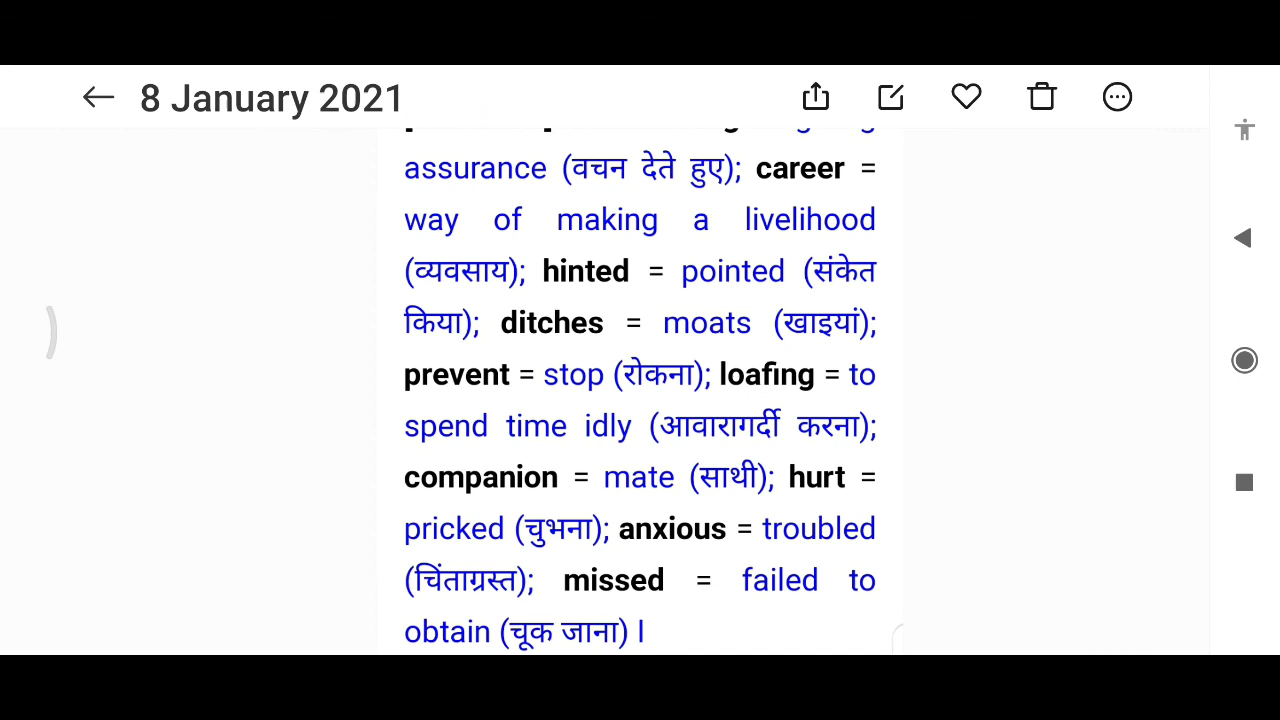 8 January 2021
assurance (वचन देते हुए); career =
way of making a livelihood
(व्यवसाय); hinted = pointed (संकेत
किया); ditches = moats (खाइयां);
prevent = stop (रोकना); loafing = to
spend time idly (आवारागर्दी करना);
companion = mate (साथी); hurt =
pricked (चुभना); anxious = troubled
(चिंताग्रस्त); missed = failed to
obtain (चूक जाना) l